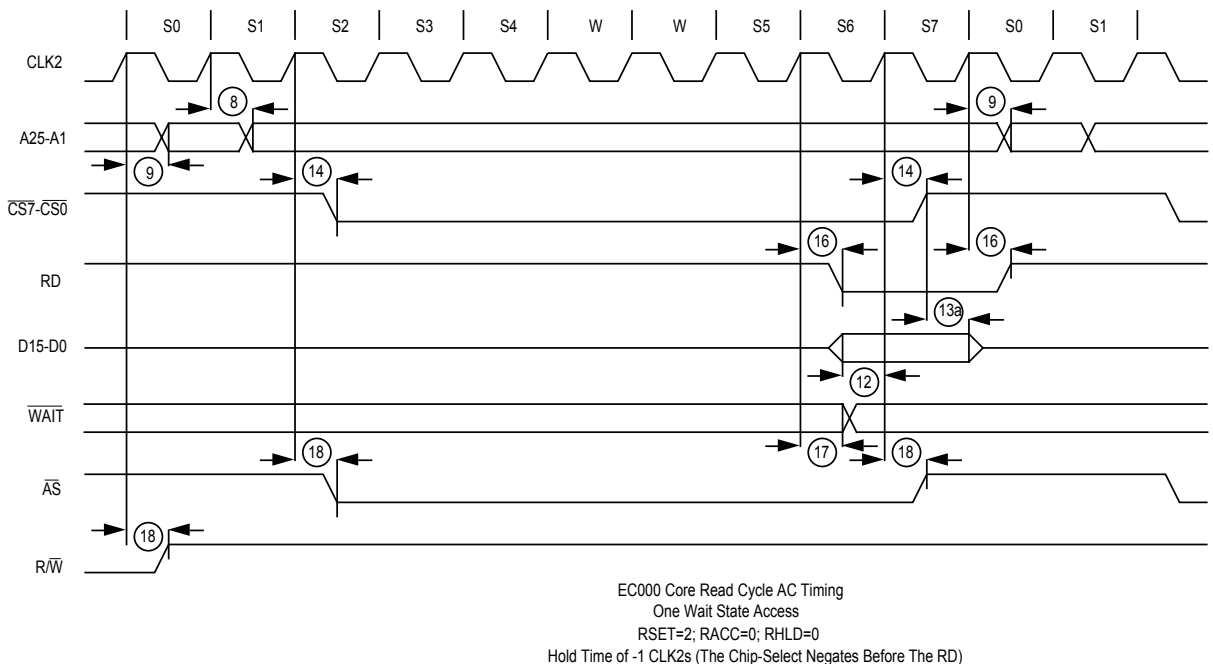 S0 S1 S2 S3 S4 W W S5 S6 S7 S0 S1
CLK2
8 9
A25-A1
9 14 14
CS7-CS0
16 16
RD
13a
D15-D0
12
WAIT
18 17 18
AS
18
R/W
EC000 Core Read Cycle AC Timing
One Wait State Access
RSET=2; RACC=0; RHLD=0
Hold Time of -1 CLK2s (The Chip-Select Negates Before The RD)